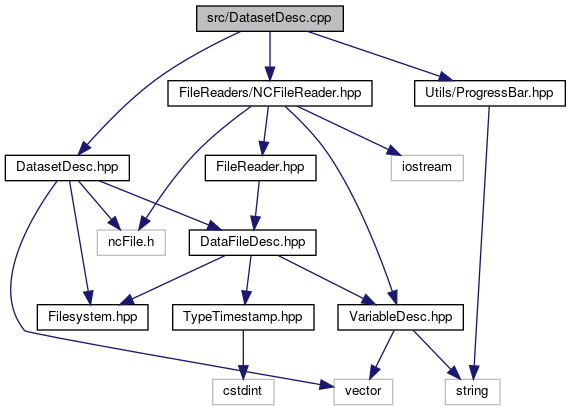 src/DatasetDesc.cpp
FileReaders/NCFileReader.hpp
Utils/ProgressBar.hpp
DatasetDesc.hpp
FileReader.hpp
iostream
ncFile.h
DataFileDesc.hpp
Filesystem.hpp
TypeTimestamp.hpp
VariableDesc.hpp
cstdint
vector
string